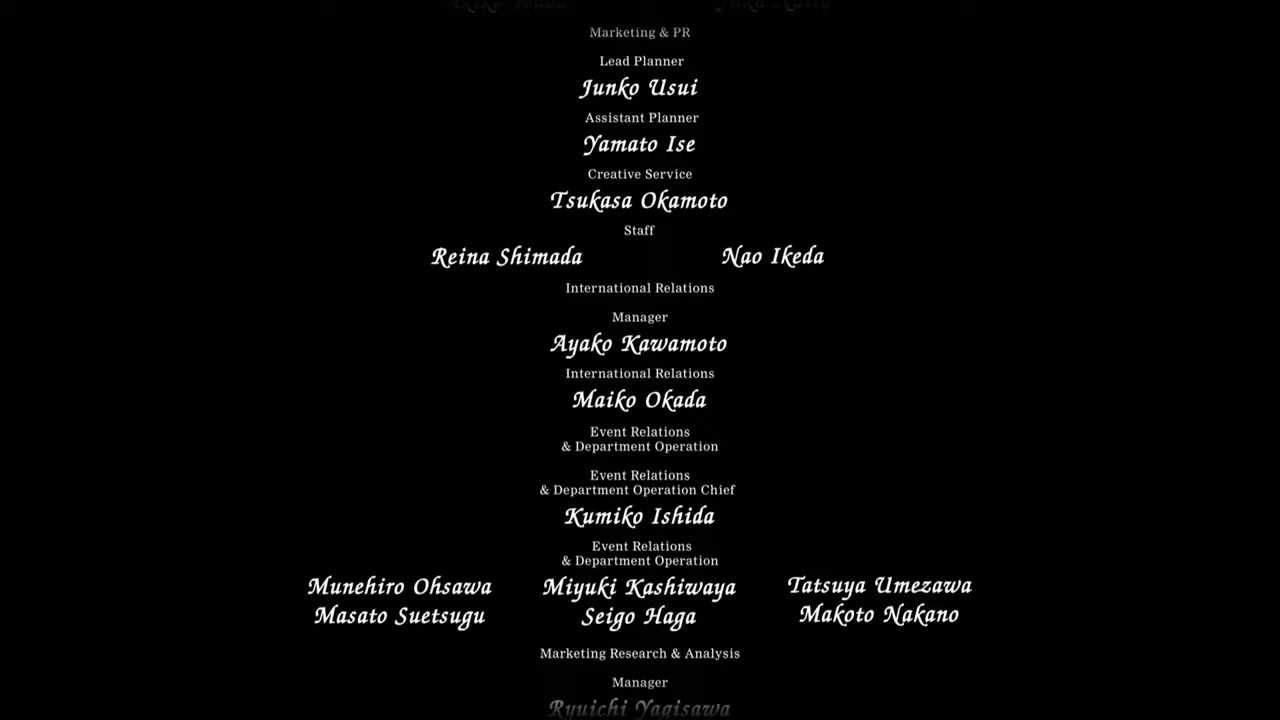 Marketing & PR
Lead Planner
Junko Usui
Assistant Planner
Yamato Ise
Creative Service
Tsukasa Okamoto
Staff
Reina Shimada Nao Ikeda
International Relations
Manager
Ayako Kawamoto
International Relations
Maiko Okada
Event Relations
& Department Operation
Event Relations
& Department Operation Chief
Kumiko Ishida
Event Relations
& Department Operation
Munehiro Ohsawa Miyuki Kashiwaya Tatsuya Umezawa
Masato Suetsugu Seigo Haga Makoto Nakano
Marketing Research & Analysis
Manager
Ryuichi Yagisawa